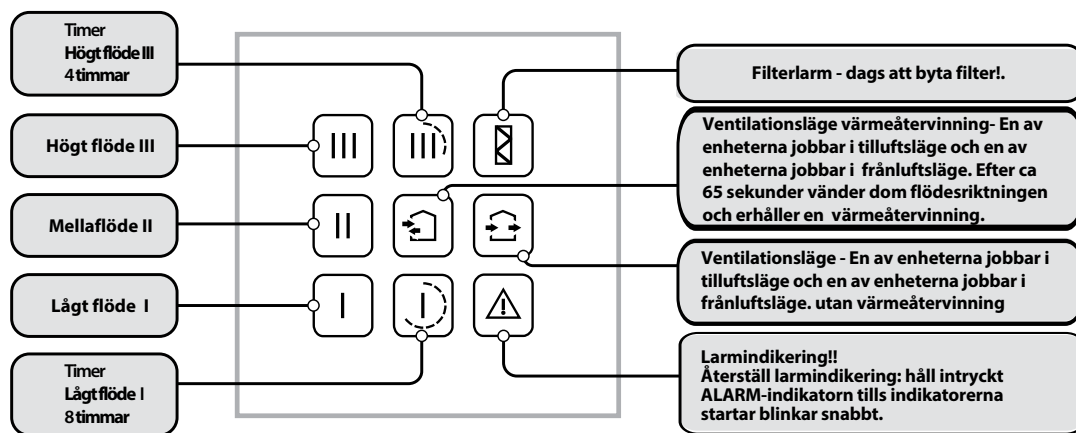 Timer
Högt flöde III
4 timmar
Högt flöde III
Mellaflöde II
Lågt flöde I
Timer
Lågt flöde I
8 timmar
III
III
II
I
I
Filterlarm - dags att byta filter!.
Ventilationsläge värmeåtervinning- En av
enheterna jobbar i tilluftsläge och en av
enheterna jobbar i frånluftsläge. Efter ca
65 sekunder vänder dom flödesriktningen
och erhåller en värmeåtervinning.
Ventilationsläge - En av enheterna jobbar i
tilluftsläge och en av enheterna jobbar i
frånluftsläge. utan värmeåtervinning
Larmindikering!!
Återställ larmindikering: håll intryckt
ALARM-indikatorn tills indikatorerna
startar blinkar snabbt.